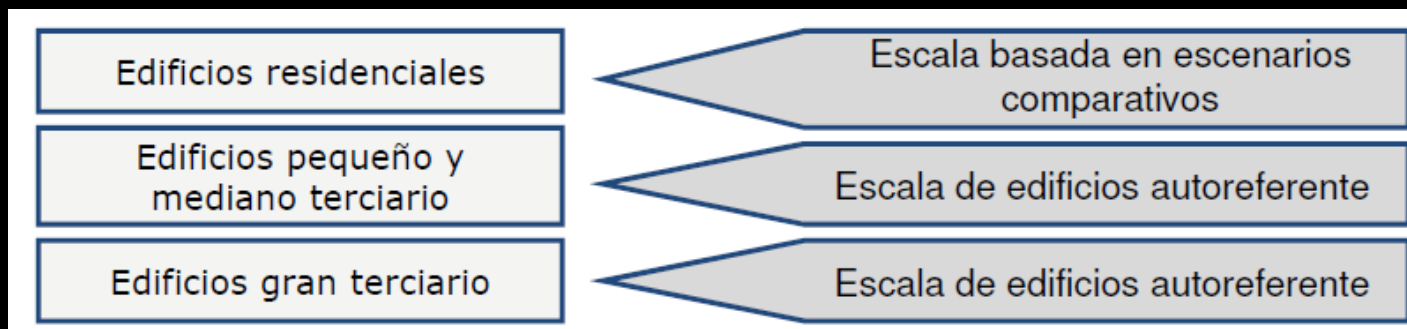 Edificios residenciales
Escala basada en escenarios
comparativos
Edificios pequeño y
mediano terciario
Escala de edificios autoreferente
Edificios gran terciario
Escala de edificios autoreferente